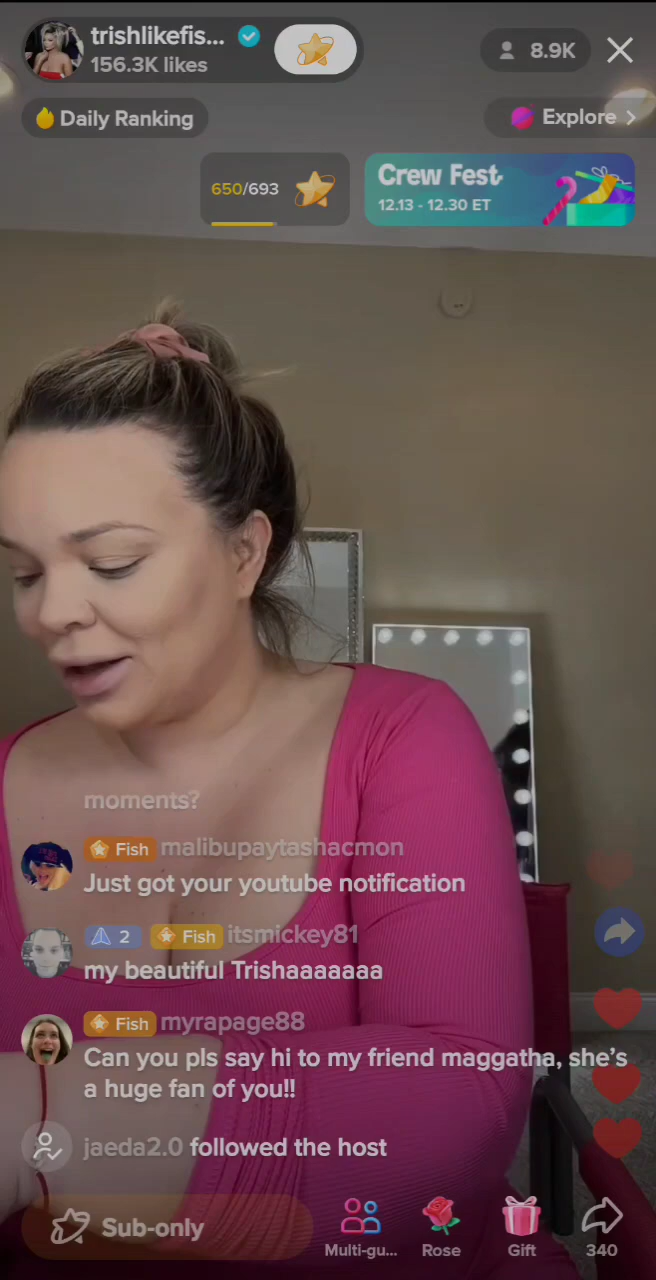 trishlikefis...
156.3K likes
8.9K
Daily Ranking
Explore >
650/693
Crew Fest
12.13 - 12.30 ET
moments?
Fish malibupaytashacmon
Just got your youtube notification
2 Fish itsmickey81
my beautiful Trishaaaaaaa
Fish myrapage88
Can you pls say hi to my friend maggatha, she's
a huge fan of you!!
jaeda2.0 followed the host
Sub-only
Multi-gu...
Rose
Gift
340